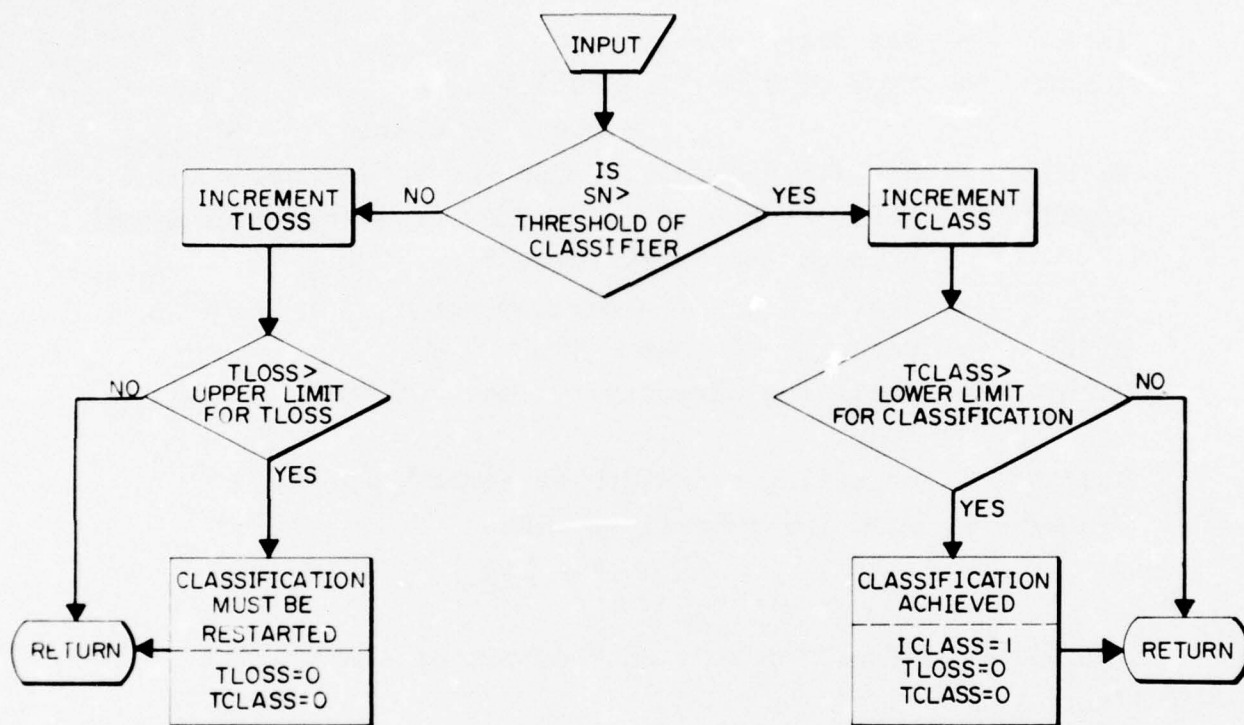 INPUT
IS
SN>
THRESHOLD OF
CLASSIFIER
NO
YES
INCREMENT
TLOSS
INCREMENT
TCLASS
TLOSS>
UPPER LIMIT
FOR TLOSS
NO
YES
TCLASS>
LOWER LIMIT
FOR CLASSIFICATION
NO
YES
CLASSIFICATION
MUST BE
RESTARTED
TLOSS=0
TCLASS=0
RETURN
CLASSIFICATION
ACHIEVED
ICLASS=1
TLOSS=0
TCLASS=0
RETURN